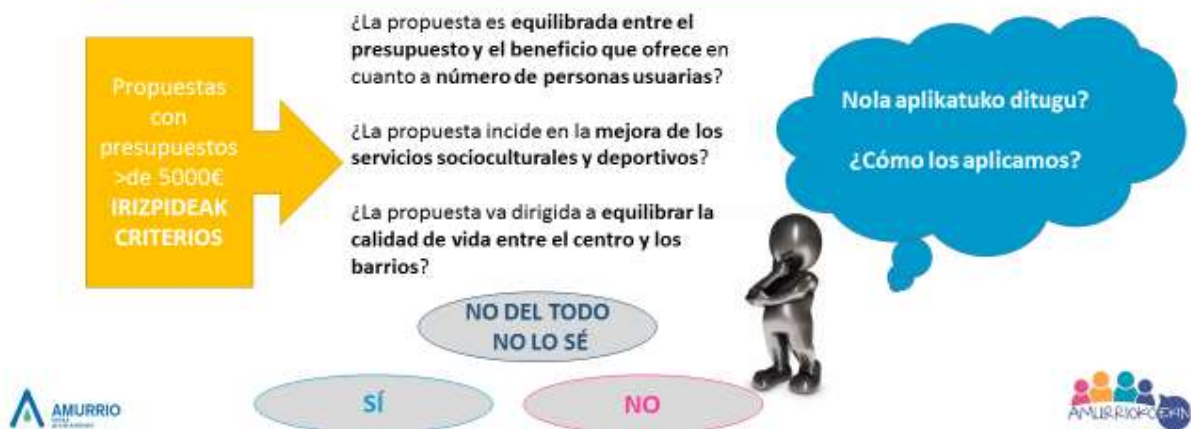 Propuestas
con
presupuestos
>de 5000€
IRIZPIDEAK
CRITERIOS
¿La propuesta es equilibrada entre el
presupuesto y el beneficio que ofrece en
cuanto a número de personas usuarias?
¿La propuesta incide en la mejora de los
servicios socioculturales y deportivos?
¿La propuesta va dirigida a equilibrar la
calidad de vida entre el centro y los
barrios?
Nola aplikatuko ditugu?
¿Cómo los aplicamos?
NO DEL TODO
NO LO SÉ
SÍ
NO
AMURRIO
AMURRIOKOEKIN